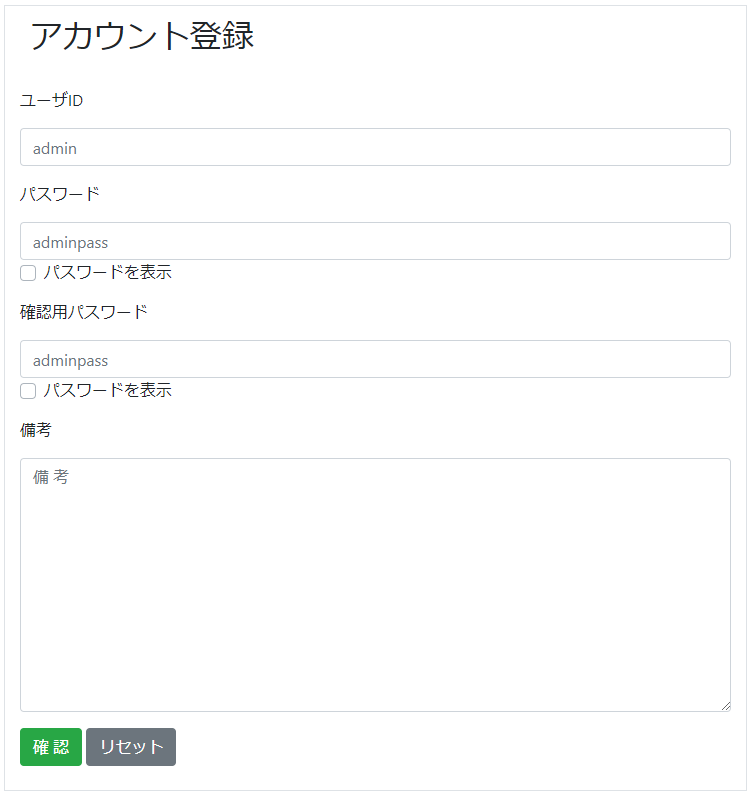 アカウント登録
ユーザID
admin
パスワード
adminpass
パスワードを表示
確認用パスワード
adminpass
パスワードを表示
備考
備 考
確 認 リセット